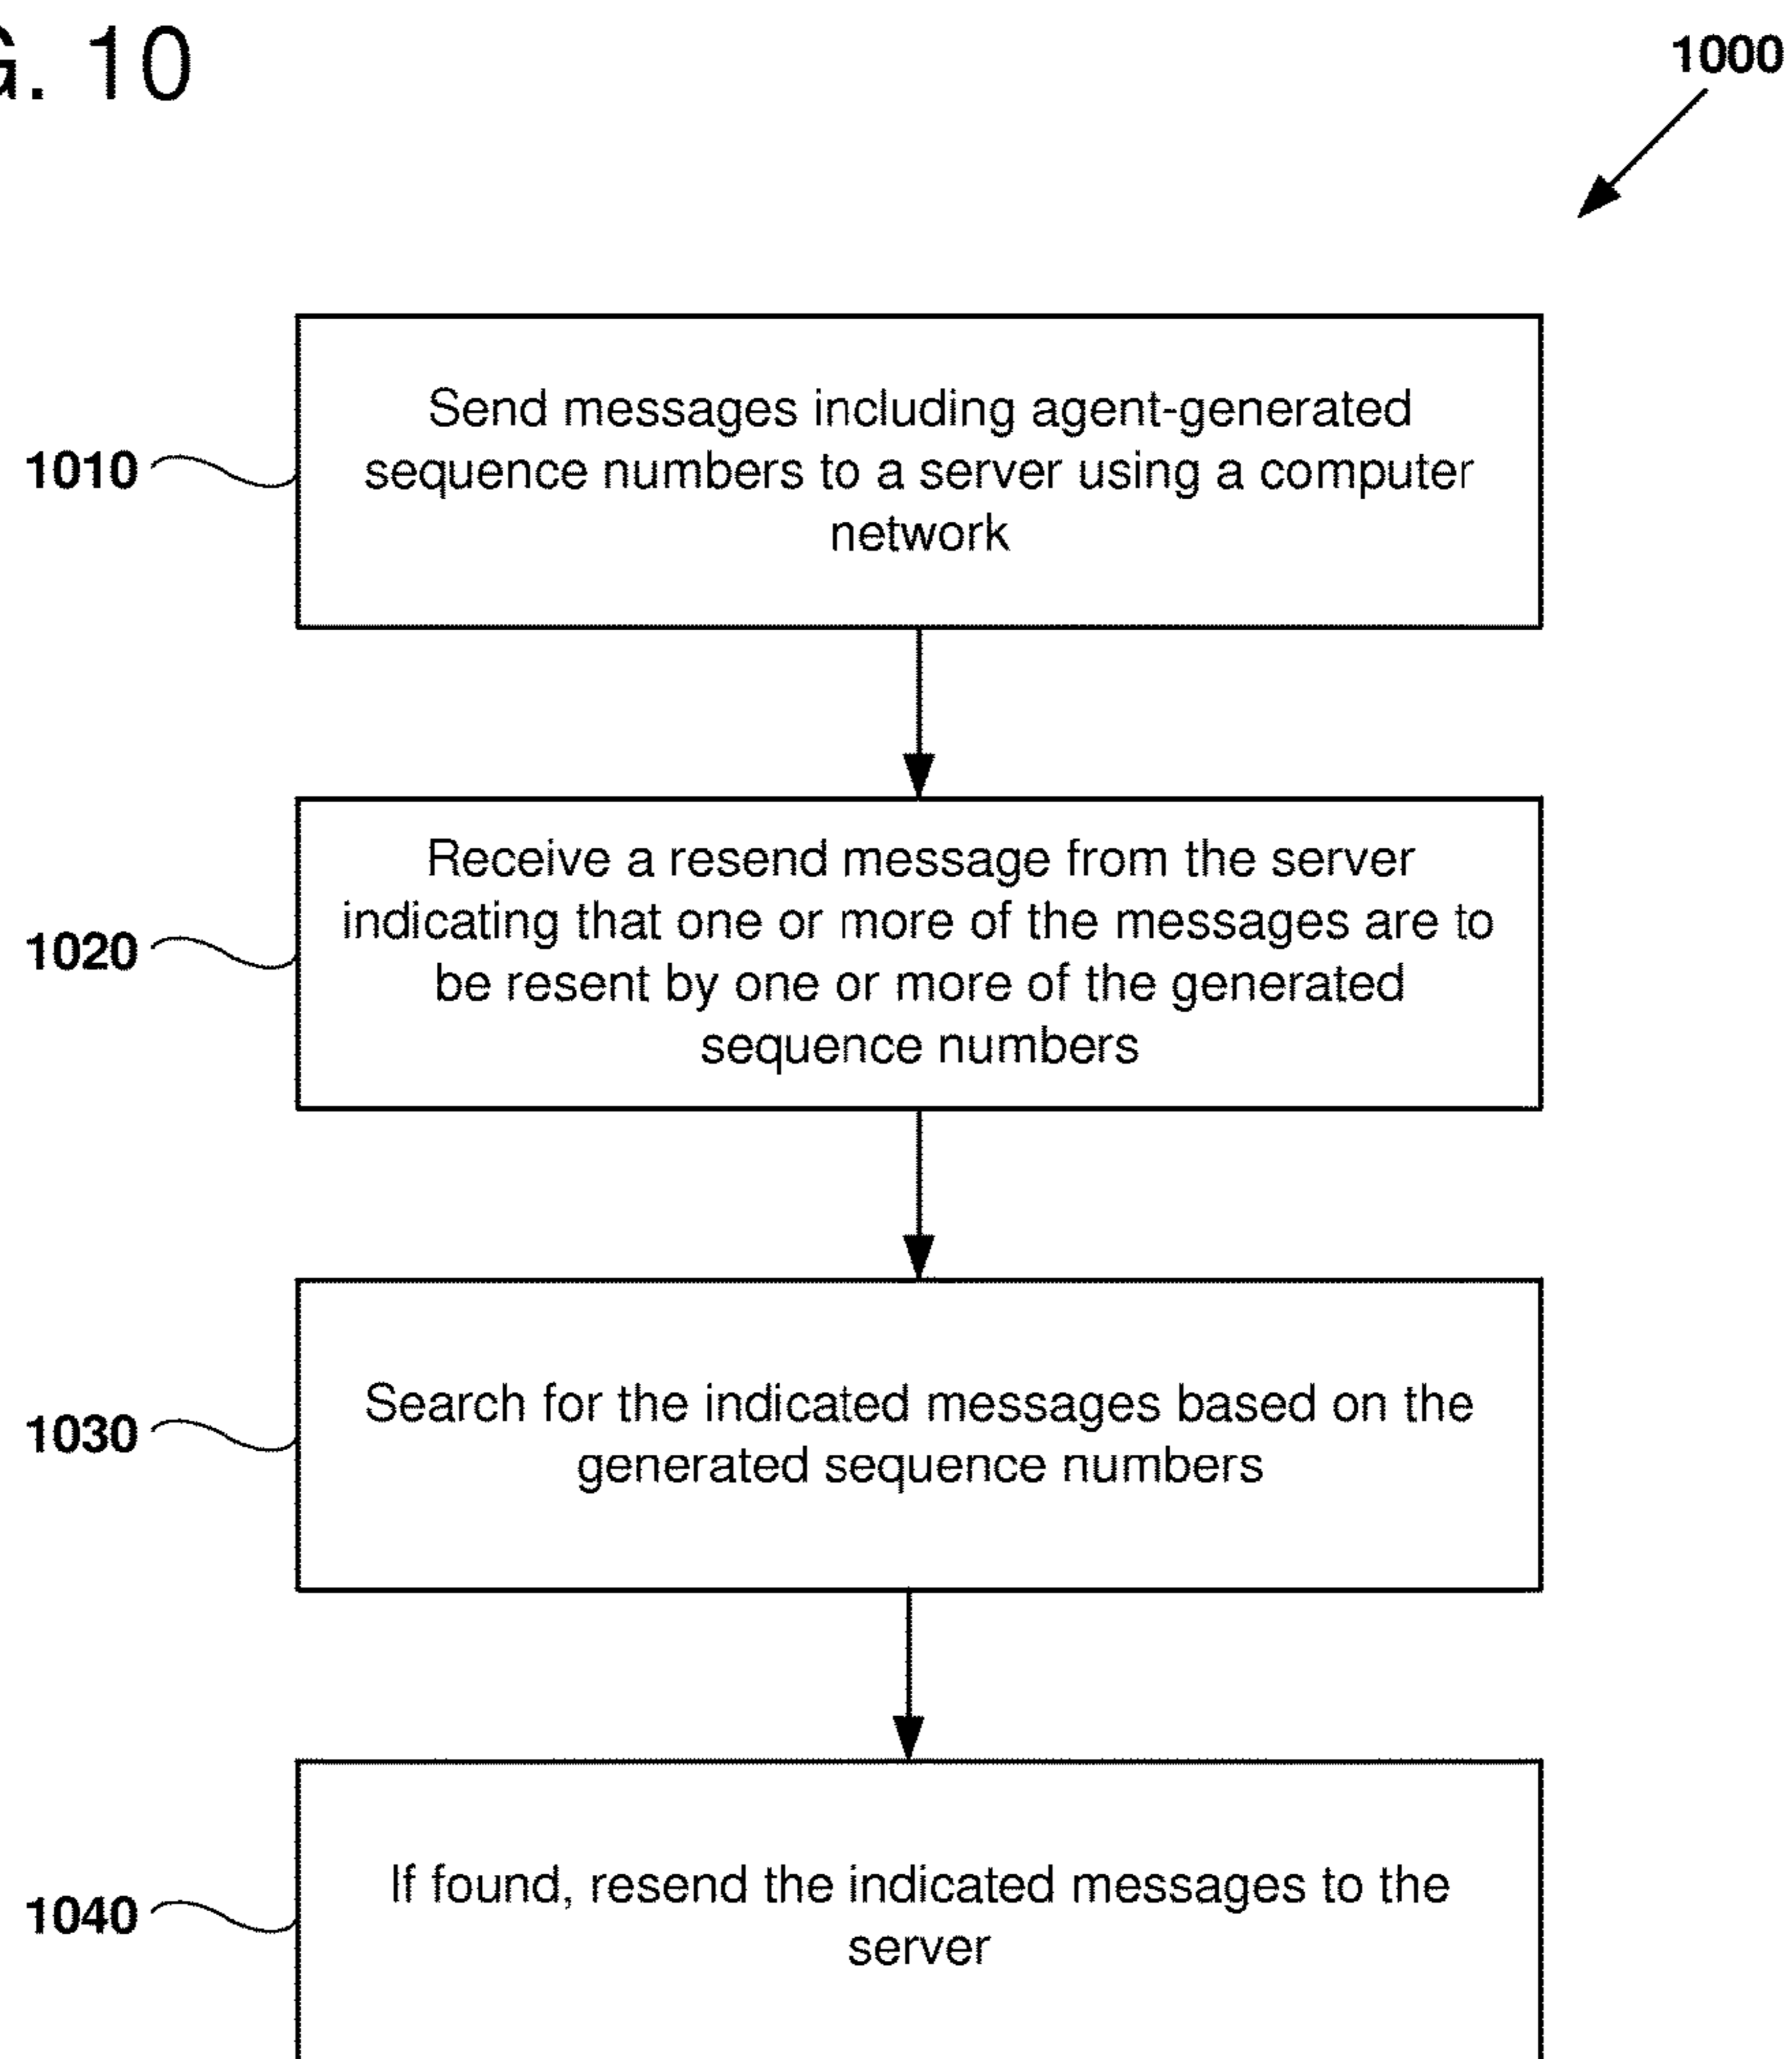 G. 10
1000
Send messages including agent-generated
sequence numbers to a server using a computer
network
1010
Receive a resend message from the server
indicating that one or more of the messages are to
be resent by one or more of the generated
sequence numbers
1020
Search for the indicated messages based on the
generated sequence numbers
1030
If found, resend the indicated messages to the
server
1040